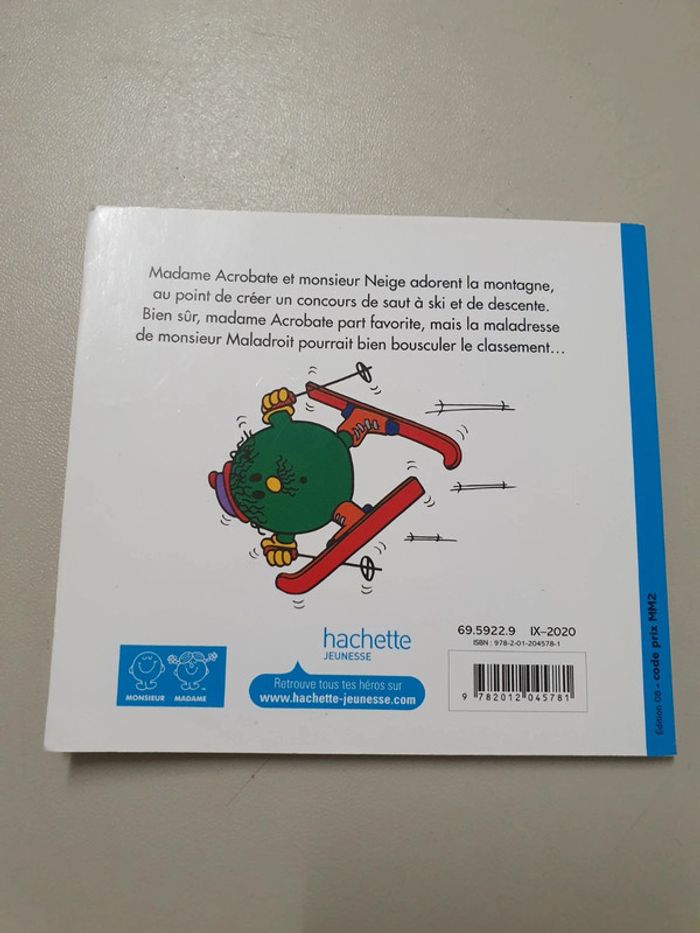 Madame Acrobate et monsieur Neige adorent la montagne,
au point de créer un concours de saut à ski et de descente.
Bien sûr, madame Acrobate part favorite, mais la maladresse
de monsieur Maladroit pourrait bien bousculer le classement...
hachette
JEUNESSE
Retrouve tous tes héros sur
www.hachette-jeunesse.com
MONSIEUR MADAME
69.5922.9 IX-2020
ISBN : 978-2-01-204578-1
9 782012 045781
Édition 06 - code prix MM2